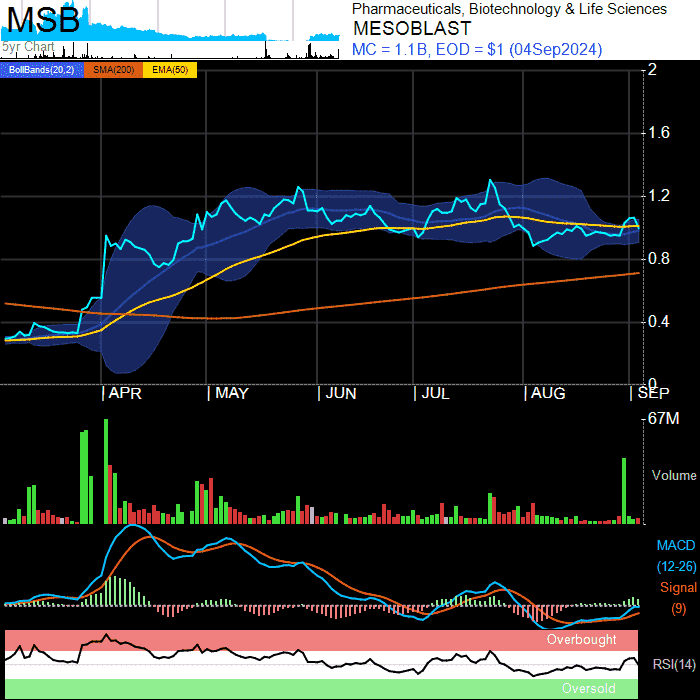 MSB
5yr Chart
Pharmaceuticals, Biotechnology & Life Sciences
MESOBLAST
MC = 1.1B, EOD = $1 (04Sep2024)
BollBands(20,2) SMA(200) EMA(50)
2
1.6
1.2
0.8
0.4
0
APR MAY JUN JUL AUG SEP
67M
Volume
MACD
(12-26)
Signal
(9)
Overbought
RSI(14)
Oversold